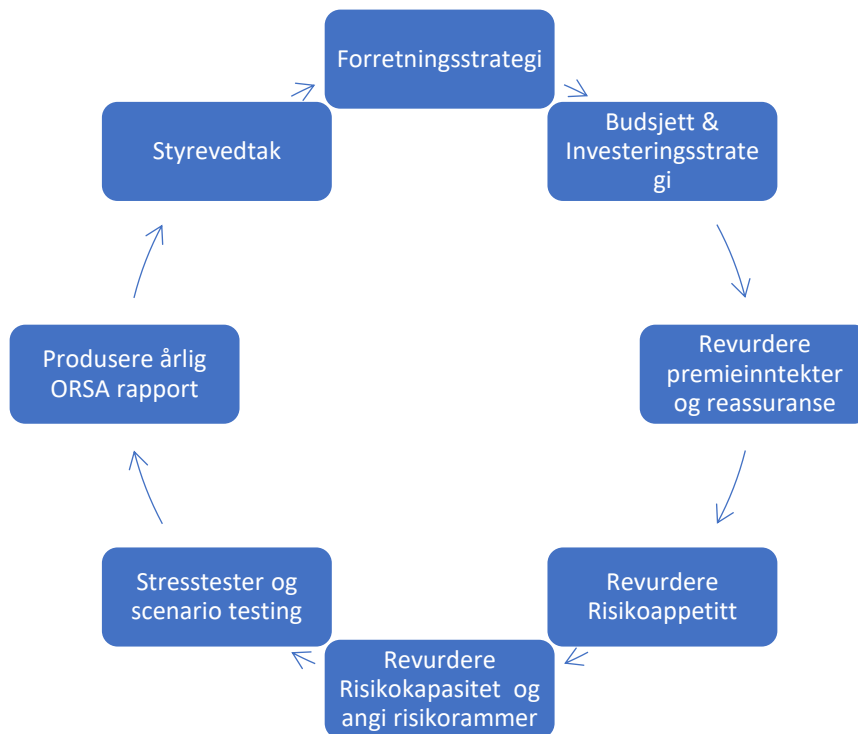 Forretningsstrategi
Budsjett &
Investeringsstrate
gi
Revurdere
premieinntekter
og reassuranse
Revurdere
Risikoappetitt
Revurdere
Risikokapasitet og
angi risikorammer
Stresstester og
scenario testing
Produsere årlig
ORSA rapport
Styrevedtak